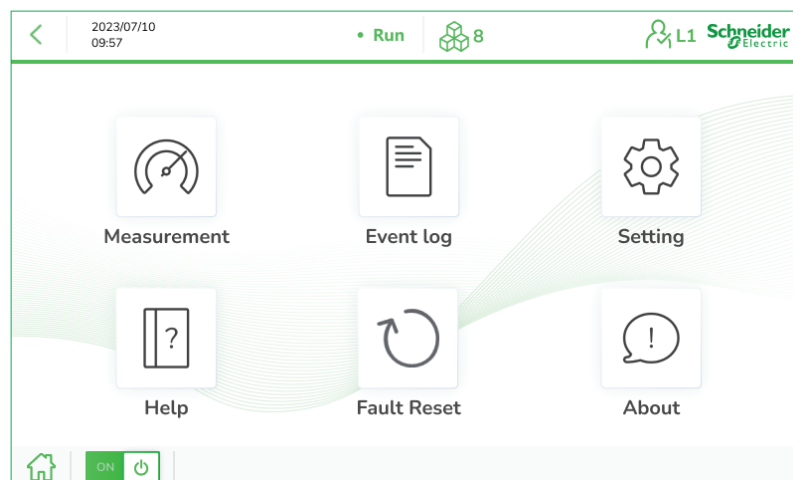 2023/07/10
09:57
• Run
8
L1
Schneider
Electric
Measurement
Event log
Setting
?
Help
Fault Reset
!
About
ON